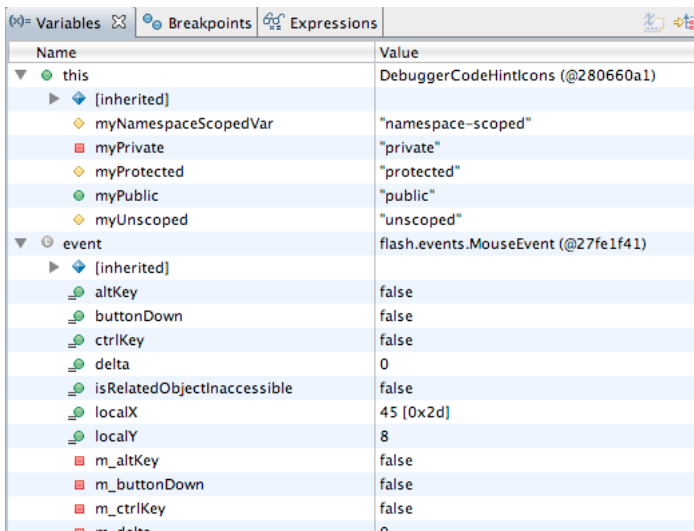 (x)= Variables Breakpoints Expressions
Name Value
this DebuggerCodeHintIcons (@280660a1)
[inherited]
myNamespaceScopedVar "namespace-scoped"
myPrivate "private"
myProtected "protected"
myPublic "public"
myUnscoped "unscoped"
event flash.events.MouseEvent (@27fe1f41)
[inherited]
altKey false
buttonDown false
ctrlKey false
delta 0
isRelatedObjectInaccessible false
localX 45 [0x2d]
localY 8
m_altKey false
m_buttonDown false
m_ctrlKey false
m_delta 0